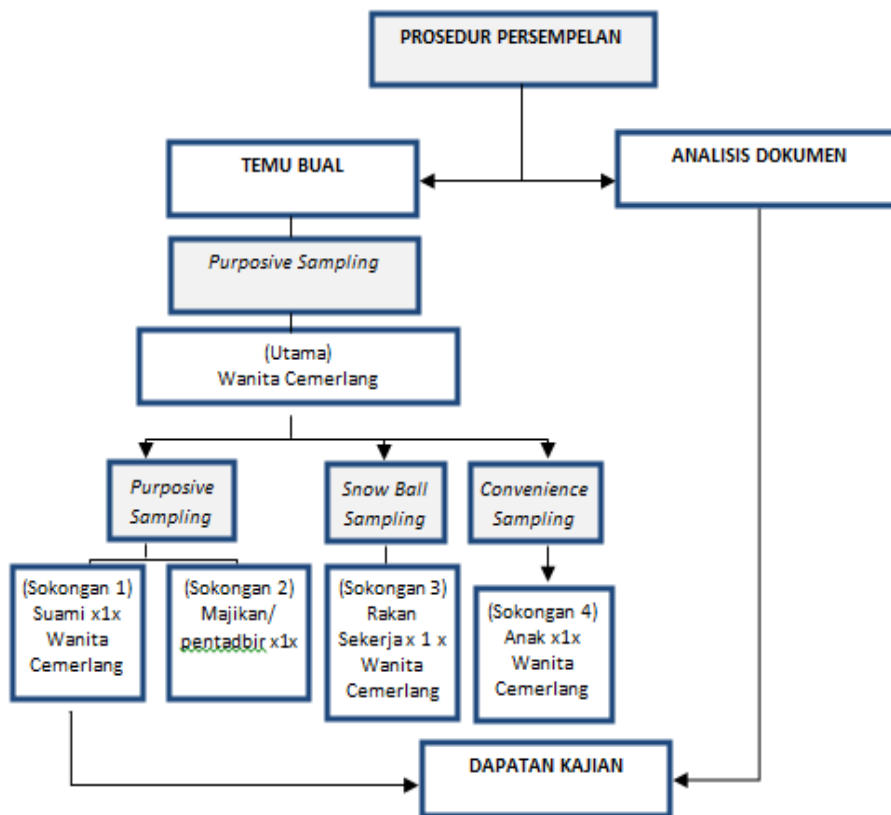 PROSEDUR PERSEMPELAN
TEMU BUAL
ANALISIS DOKUMEN
Purposive Sampling
(Utama)
Wanita Cemerlang
Purposive
Sampling
Snow Ball
Sampling
Convenience
Sampling
(Sokongan 1)
Suami x1x
Wanita
Cemerlang
(Sokongan 2)
Majikan/
pentadbir x1x
(Sokongan 3)
Rakan
Sekerja x 1 x
Wanita
Cemerlang
(Sokongan 4)
Anak x1x
Wanita
Cemerlang
DAPATAN KAJIAN